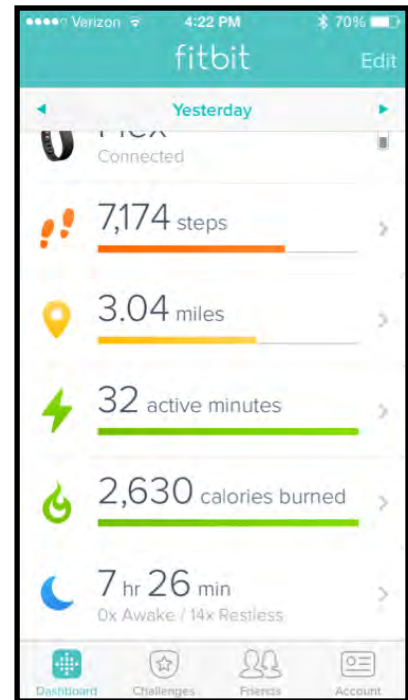 Verizon 4:22 PM 70%
fitbit Edit
Yesterday
Flex
Connected
7,174 steps
3.04 miles
32 active minutes
2,630 calories burned
7 hr 26 min
0x Awake / 14x Restless
Dashboard Challenges Friends Account